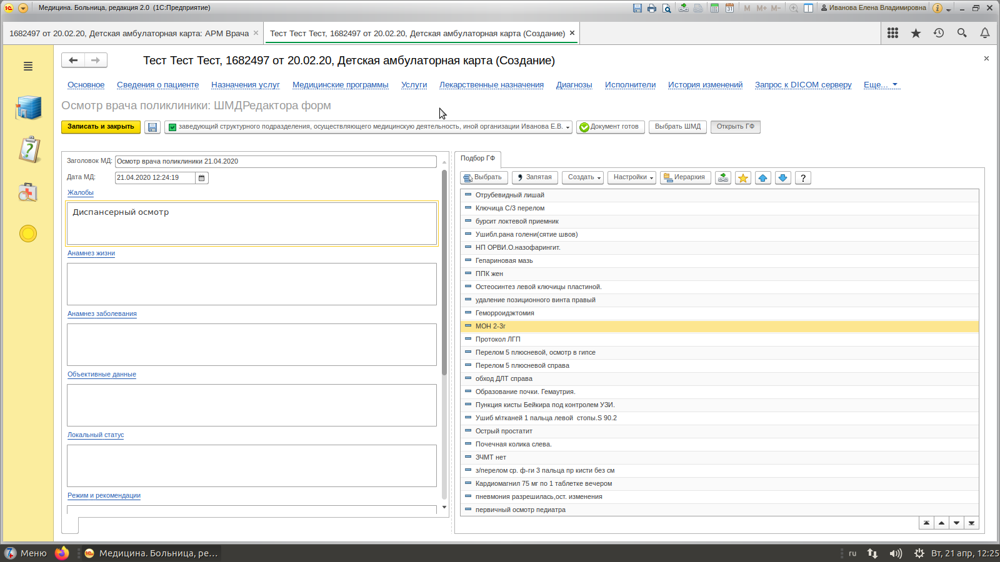 Медицина. Больница, редакция 2.0 (1С:Предприятие)
M M+ M- Иванова Елена Владимировна
1682497 от 20.02.20, Детская амбулаторная карта: АРМ Врача
Тест Тест Тест, 1682497 от 20.02.20, Детская амбулаторная карта (Создание)
Тест Тест Тест, 1682497 от 20.02.20, Детская амбулаторная карта (Создание)
Основное Сведения о пациенте Назначения услуг Медицинские программы Услуги Лекарственные назначения Диагнозы Исполнители История изменений Запрос к DICOM серверу Еще...
Осмотр врача поликлиники: ШМДРедактора форм
Записать и закрыть
заведующий структурного подразделения, осуществляющего медицинскую деятельность, иной организации Иванова Е.В.
Документ готов
Выбрать ШМД
Открыть ГФ
Заголовок МД: Осмотр врача поликлиники 21.04.2020
Дата МД: 21.04.2020 12:24:19
Жалобы
Диспансерный осмотр
Анамнез жизни
Анамнез заболевания
Объективные данные
Локальный статус
Режим и рекомендации
Подбор ГФ
Выбрать Запятая Создать Настройки Иерархия ?
Отрубевидный лишай
Ключица С/3 перелом
бурсит локтевой приемник
Ушибл.рана голени(сятие швов)
НП ОРВИ.О.назофарингит.
Гепариновая мазь
ППК жен
Остеосинтез левой ключицы пластиной.
удаление позиционного винта правый
Геморроидэктомия
МОН 2-3г
Протокол ЛГП
Перелом 5 плюсневой, осмотр в гипсе
Перелом 5 плюсневой справа
обход ДЛТ справа
Образование почки. Гемаутрия.
Пункция кисты Бейкира под контролем УЗИ.
Ушиб м\тканей 1 пальца левой стопы.S 90.2
Острый простатит
Почечная колика слева.
ЗЧМТ нет
з/перелом ср. ф-ги 3 пальца пр кисти без см
Кардиомагнил 75 мг по 1 таблетке вечером
пневмония разрешилась,ост. изменения
первичный осмотр педиатра
Меню
Медицина. Больница, ре...
ru
Вт, 21 апр, 12:25